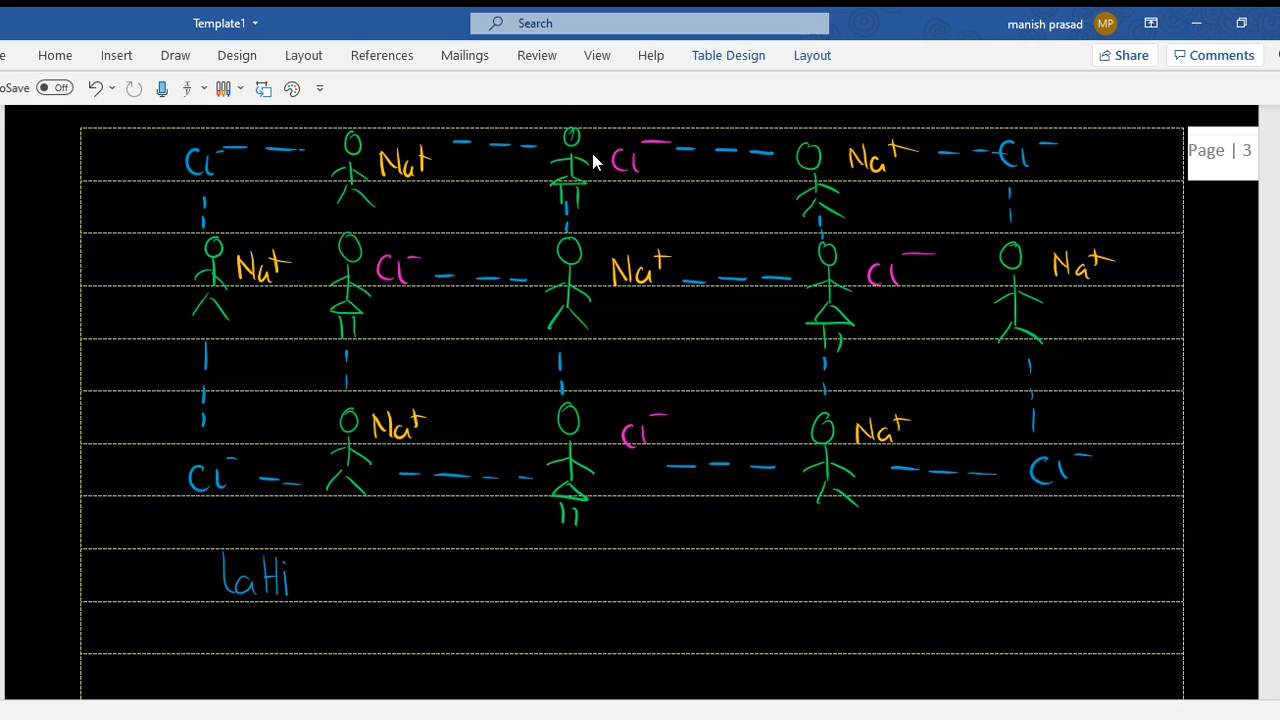 Template1
Search
manish prasad
MP
e Home Insert Draw Design Layout References Mailings Review View Help Table Design Layout Share Comments
oSave Off
Page | 3
Cl⁻ Na⁺ Cl⁻ Na⁺ Cl⁻
Na⁺ Cl⁻ Na⁺ Cl⁻ Na⁺
Na⁺ Cl⁻ Na⁺
Cl⁻ Cl⁻
latti